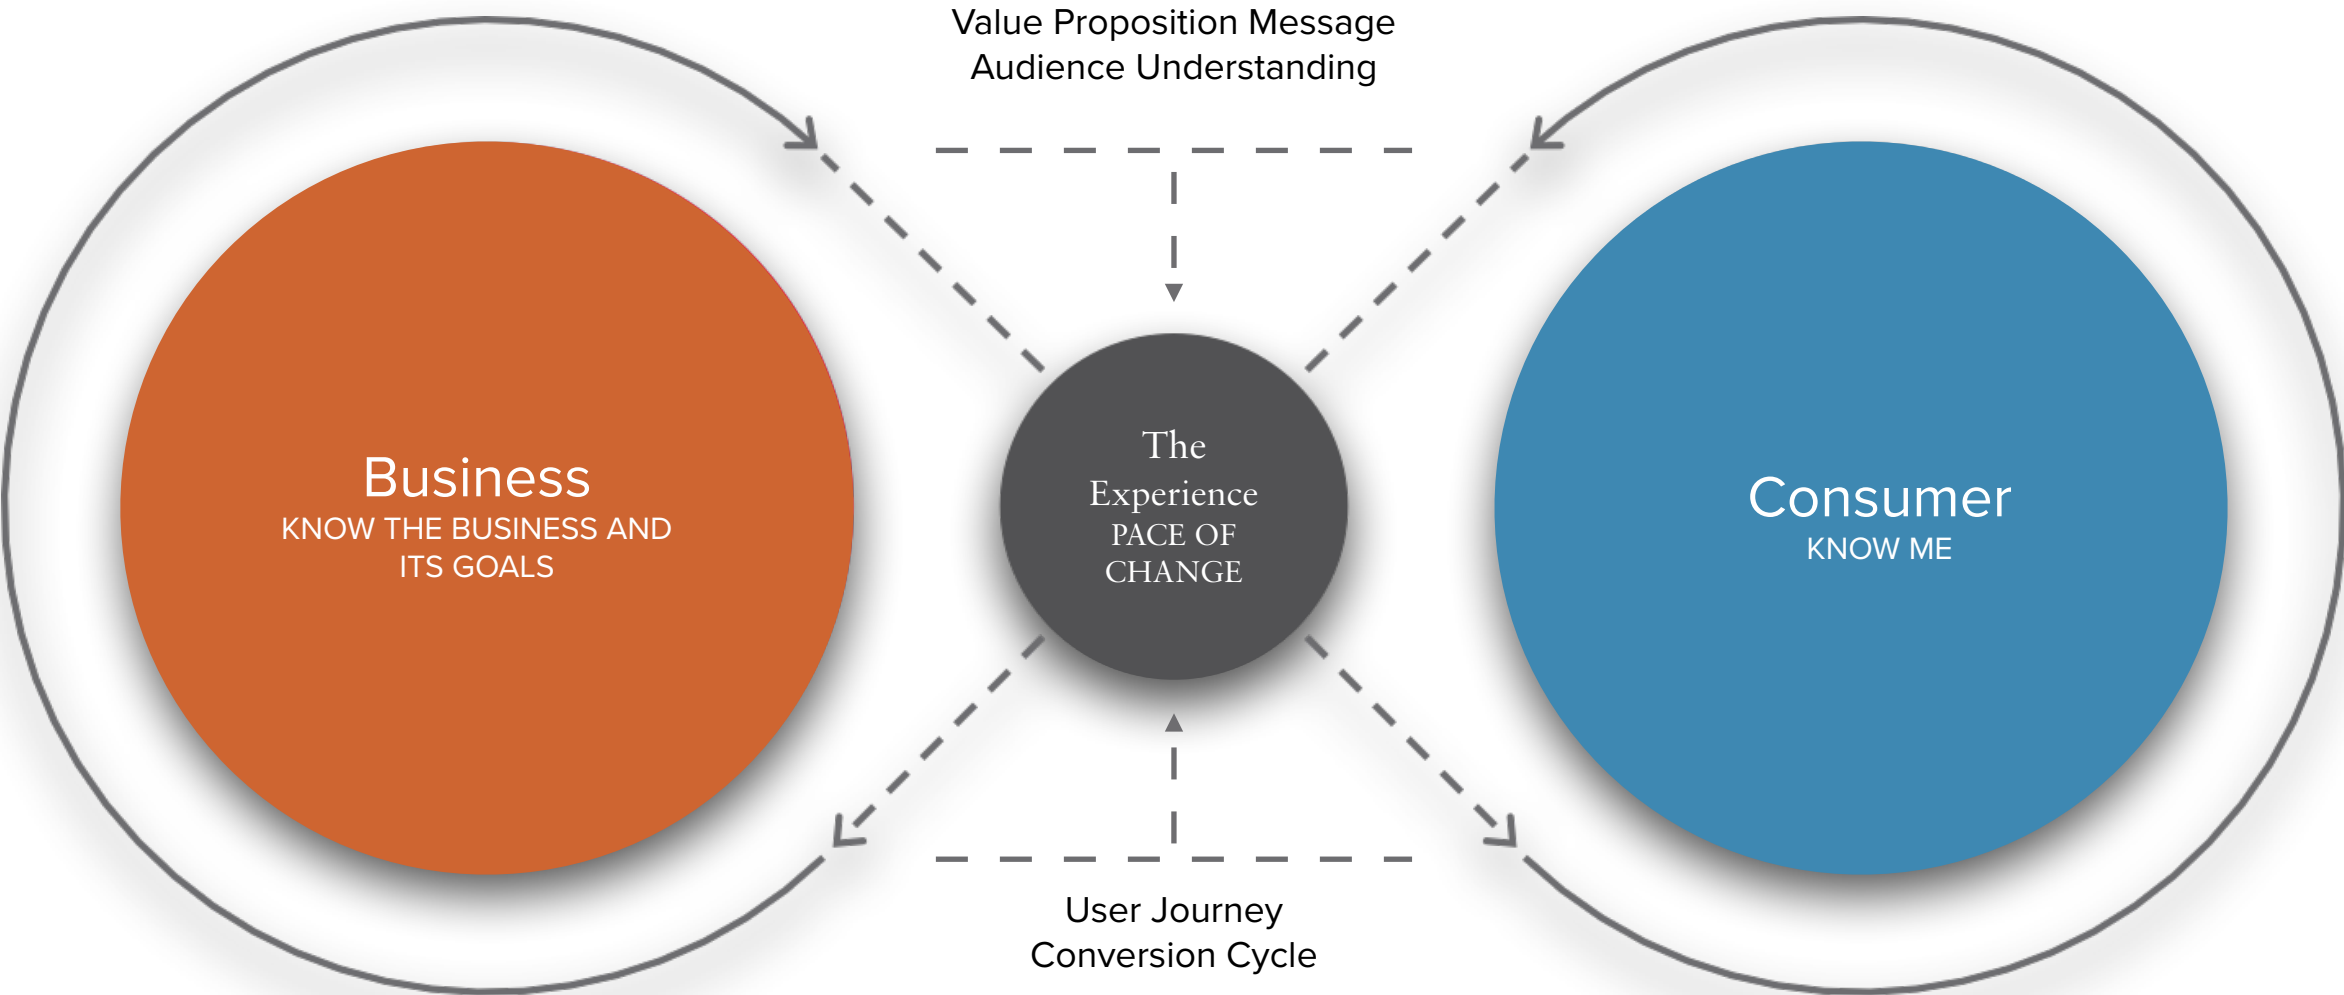 Value Proposition Message
Audience Understanding
Business
KNOW THE BUSINESS AND
ITS GOALS
The
Experience
PACE OF
CHANGE
Consumer
KNOW ME
User Journey
Conversion Cycle